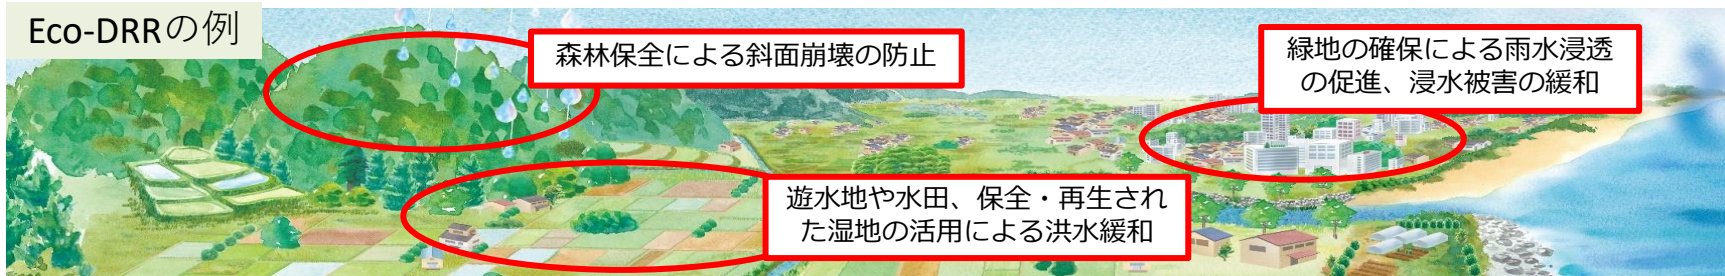 Eco-DRRの例
森林保全による斜面崩壊の防止
緑地の確保による雨水浸透
の促進、浸水被害の緩和
遊水地や水田、保全・再生され
た湿地の活用による洪水緩和